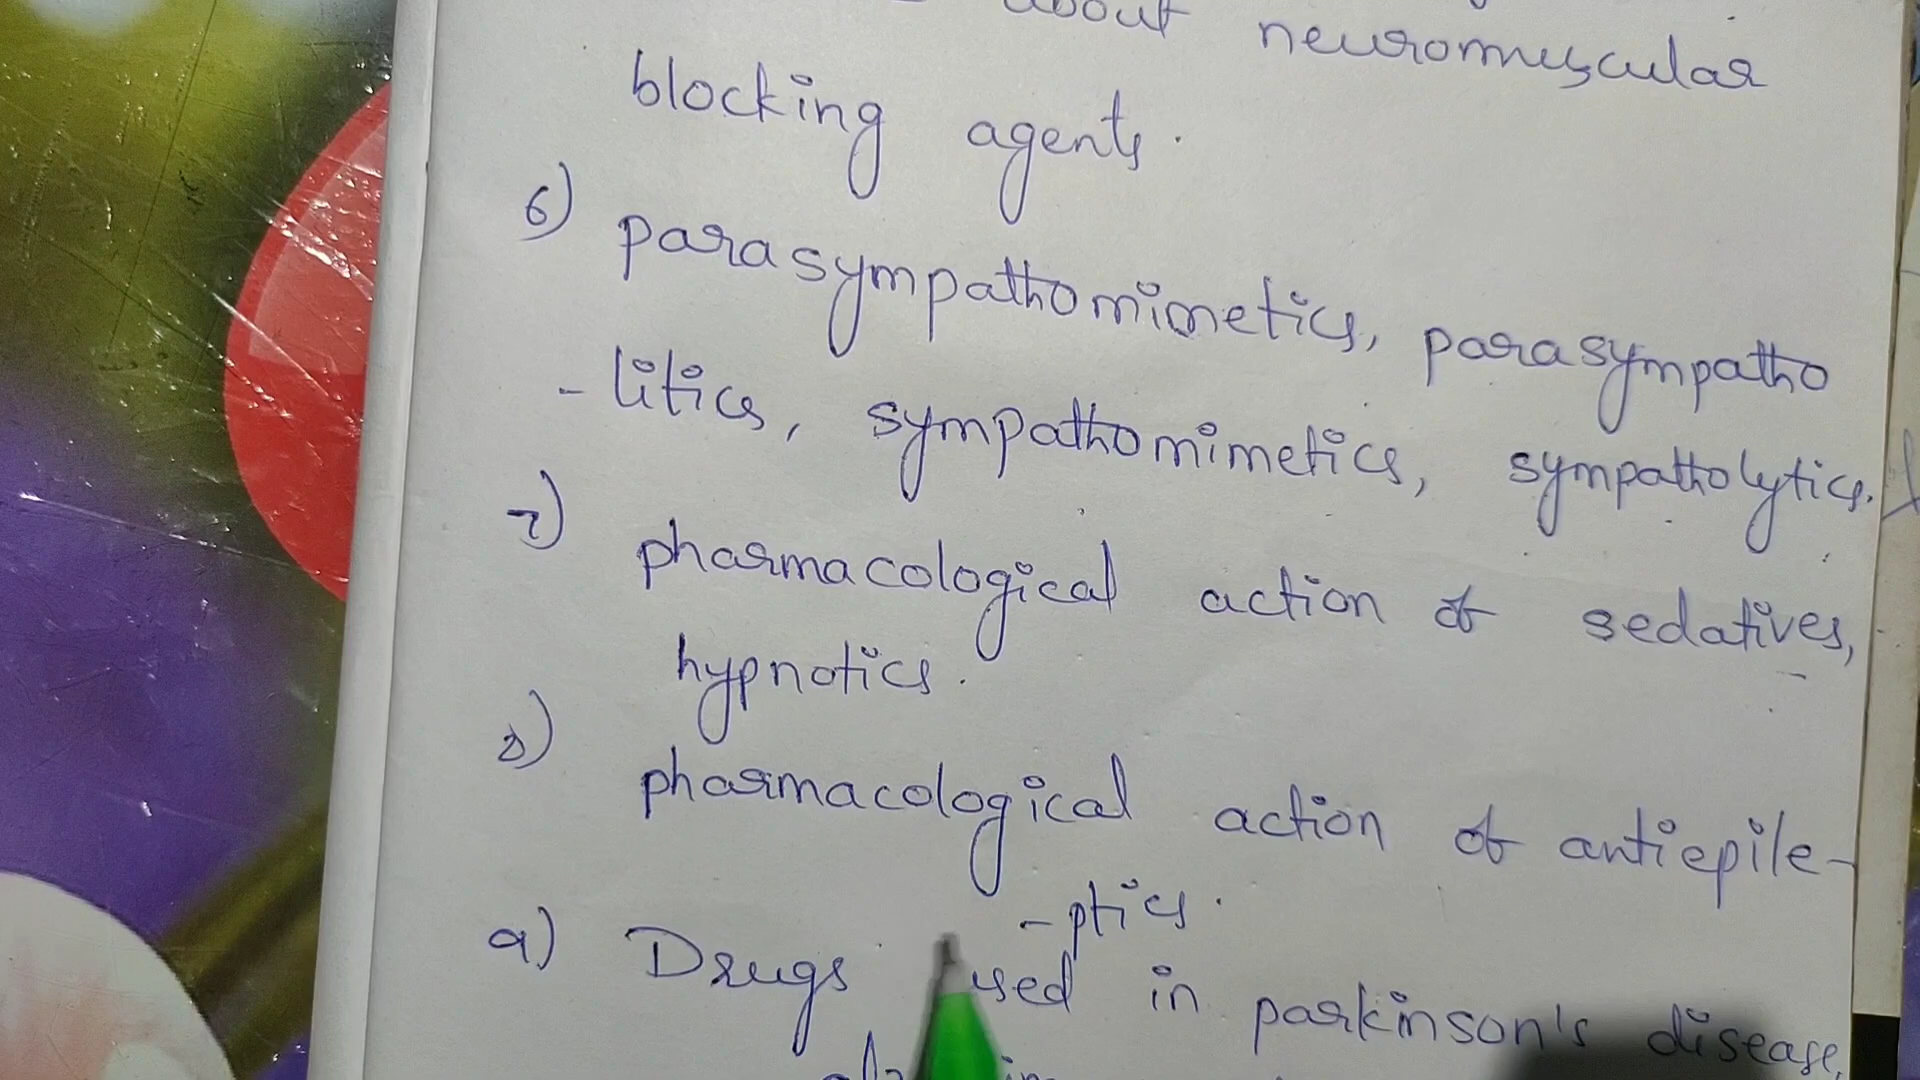 about neuromuscular
blocking agents.
6) parasympathomimetics, parasympatho
-litics, sympathomimetics, sympatholytics.
7) pharmacological action of sedatives,
hypnotics.
8) pharmacological action of antiepile-
-ptics.
9) Drugs used in parkinson's disease,